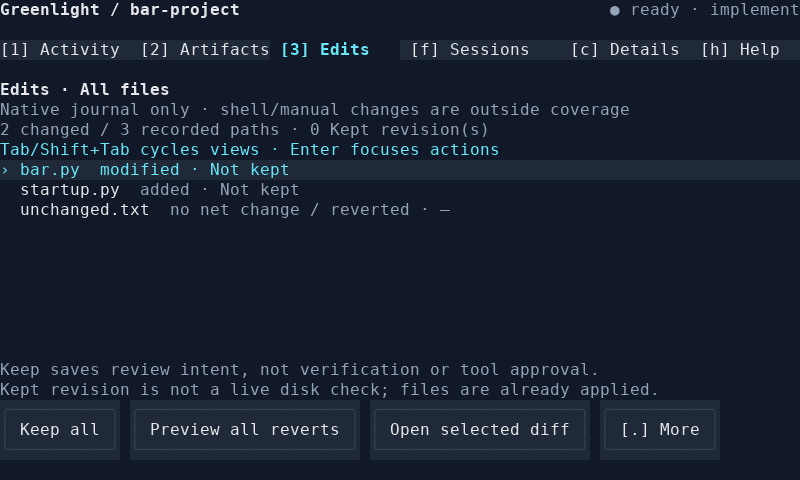 Greenlight / bar-project ● ready · implement
[1] Activity [2] Artifacts [3] Edits [f] Sessions [c] Details [h] Help
Edits · All files
Native journal only · shell/manual changes are outside coverage
2 changed / 3 recorded paths · 0 Kept revision(s)
Tab/Shift+Tab cycles views · Enter focuses actions
› bar.py modified · Not kept
startup.py added · Not kept
unchanged.txt no net change / reverted · —
Keep saves review intent, not verification or tool approval.
Kept revision is not a live disk check; files are already applied.
Keep all Preview all reverts Open selected diff [.] More